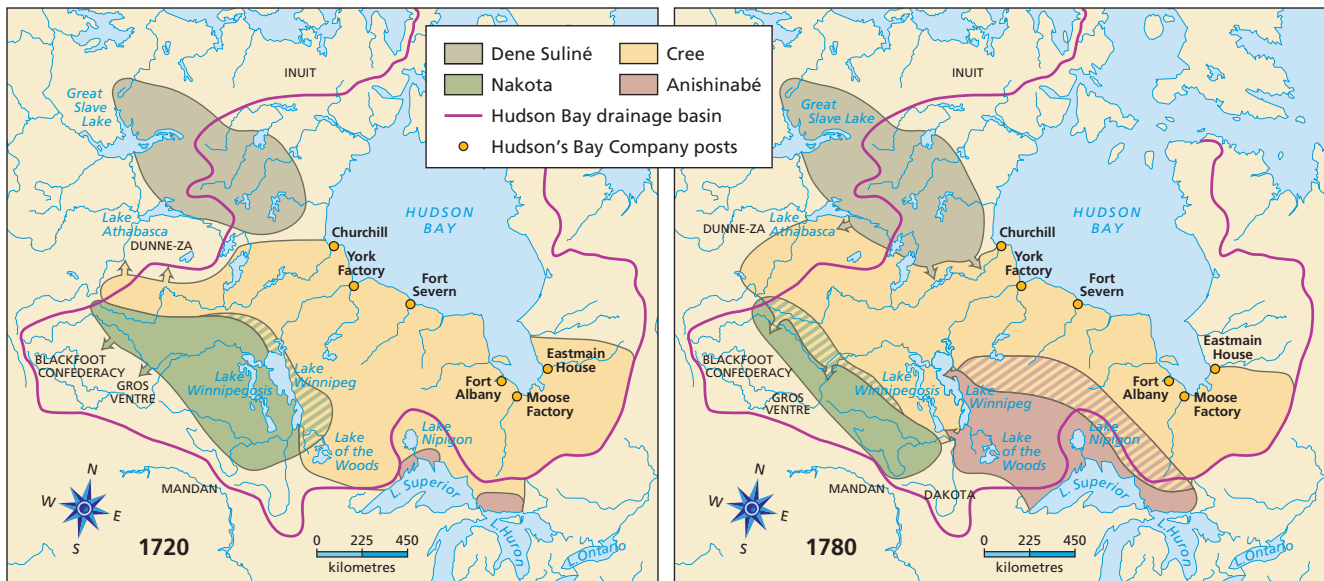 Dene Suliné
Cree
Nakota
Anishinabé
Hudson Bay drainage basin
Hudson's Bay Company posts
INUIT
Great
Slave
Lake
Lake
Athabasca
DUNNE-ZA
HUDSON
BAY
Churchill
York
Factory
Fort
Severn
Eastmain
House
Fort
Albany
Moose
Factory
BLACKFOOT
CONFEDERACY
GROS
VENTRE
Lake
Winnipegosis
Lake
Winnipeg
Lake
of the
Woods
Lake
Nipigon
MANDAN
L. Superior
L. Huron
L. Ontario
N
W
E
S
1720
0 225 450
kilometres
INUIT
Great
Slave Lake
Lake
Athabasca
DUNNE-ZA
HUDSON
BAY
Churchill
York
Factory
Fort
Severn
Eastmain
House
Fort
Albany
Moose
Factory
BLACKFOOT
CONFEDERACY
GROS
VENTRE
Lake
Winnipegosis
Lake
Winnipeg
Lake
of the
Woods
Lake
Nipigon
MANDAN
DAKOTA
L. Superior
L. Huron
L. Ontario
N
W
E
S
1780
0 225 450
kilometres